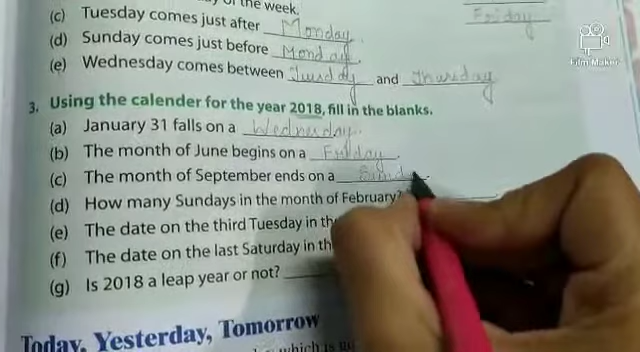 of the week.
(c) Tuesday comes just after Monday.
Friday
(d) Sunday comes just before Monday.
(e) Wednesday comes between Tuesday and Thursday
Film Maker
3. Using the calender for the year 2018, fill in the blanks.
(a) January 31 falls on a Wednesday.
(b) The month of June begins on a Friday.
(c) The month of September ends on a Sund
(d) How many Sundays in the month of February?
(e) The date on the third Tuesday in the
(f) The date on the last Saturday in th
(g) Is 2018 a leap year or not?
Today, Yesterday, Tomorrow
which is